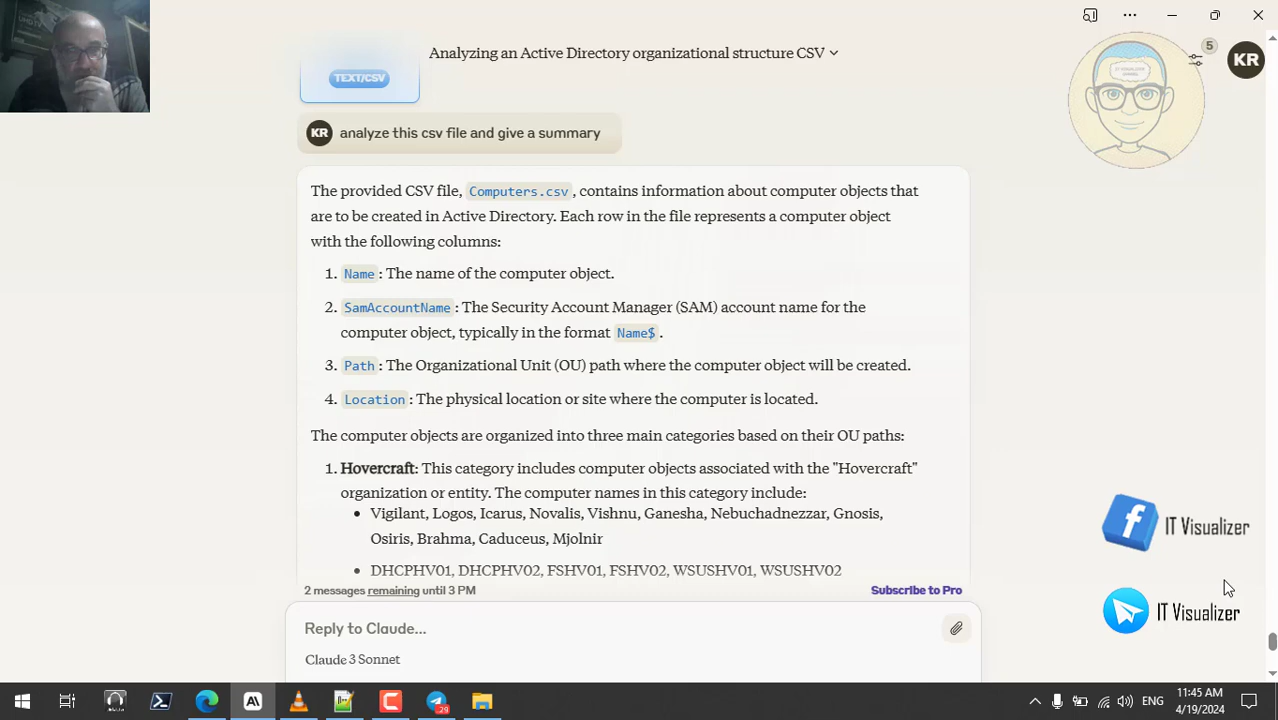 Analyzing an Active Directory organizational structure CSV
5
KR
TEXT/CSV
KR analyze this csv file and give a summary
The provided CSV file, Computers.csv, contains information about computer objects that
are to be created in Active Directory. Each row in the file represents a computer object
with the following columns:
1. Name: The name of the computer object.
2. SamAccountName: The Security Account Manager (SAM) account name for the
computer object, typically in the format Name$.
3. Path: The Organizational Unit (OU) path where the computer object will be created.
4. Location: The physical location or site where the computer is located.
The computer objects are organized into three main categories based on their OU paths:
1. Hovercraft: This category includes computer objects associated with the "Hovercraft"
organization or entity. The computer names in this category include:
• Vigilant, Logos, Icarus, Novalis, Vishnu, Ganesha, Nebuchadnezzar, Gnosis,
Osiris, Brahma, Caduceus, Mjolnir
• DHCPHV01, DHCPHV02, FSHV01, FSHV02, WSUSHV01, WSUSHV02
2 messages remaining until 3 PM
Subscribe to Pro
Reply to Claude...
Claude 3 Sonnet
IT Visualizer
IT Visualizer
ENG
11:45 AM
4/19/2024